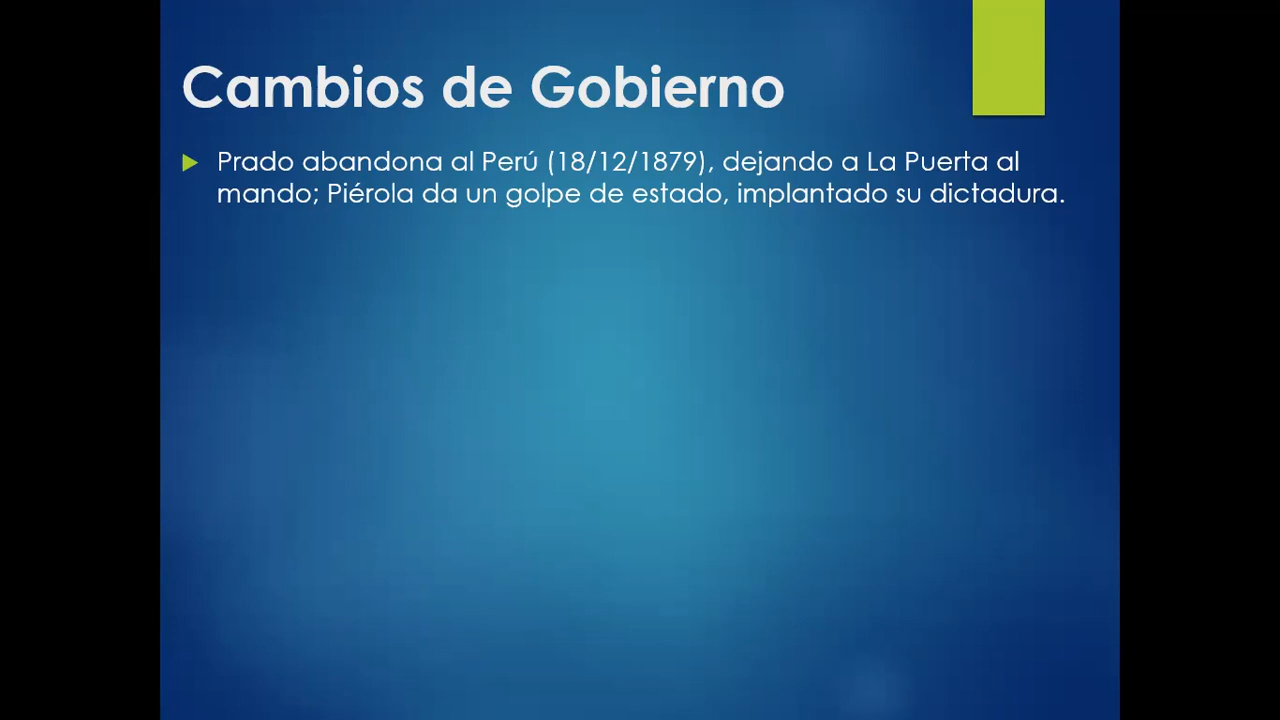 Cambios de Gobierno
Prado abandona al Perú (18/12/1879), dejando a La Puerta al
mando; Piérola da un golpe de estado, implantado su dictadura.